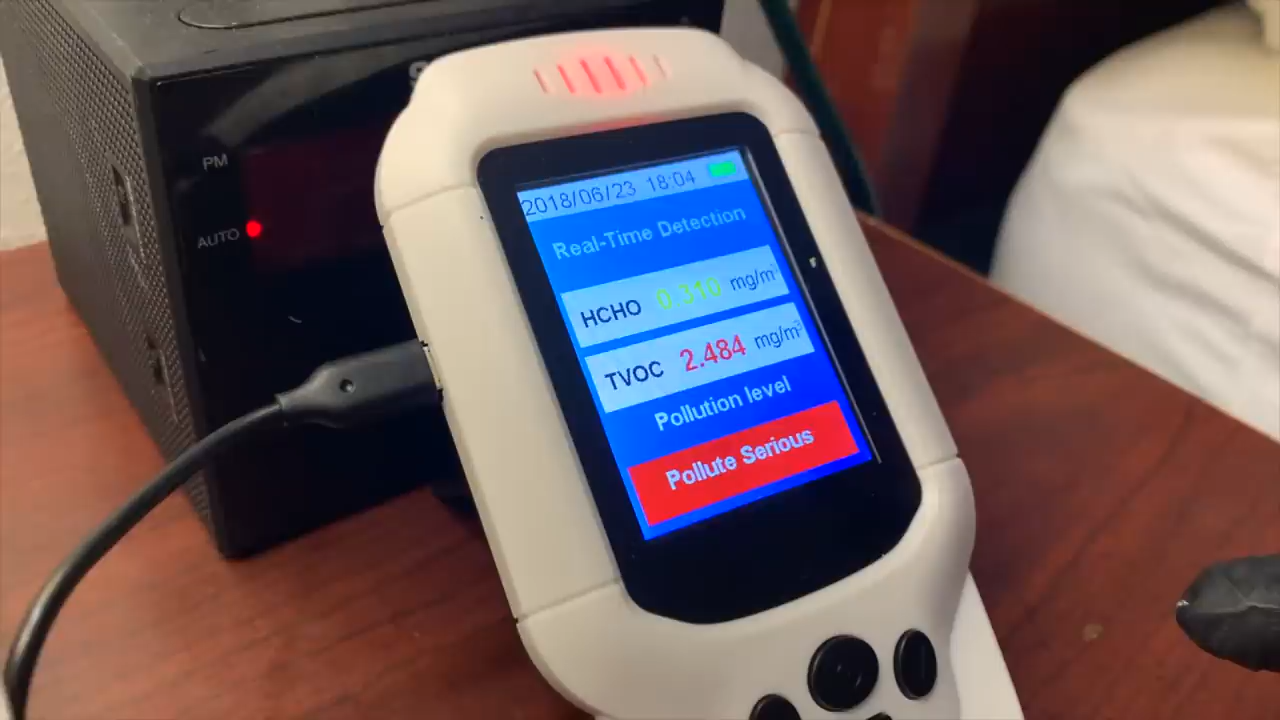 PM
AUTO
2018/06/23 18:04
Real-Time Detection
HCHO 0.310 mg/m³
TVOC 2.484 mg/m³
Pollution level
Pollute Serious